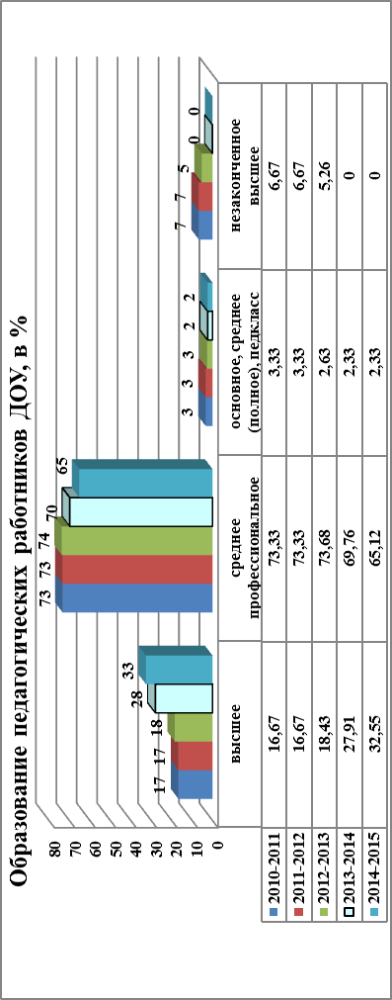 Образование педагогических работников ДОУ, в %
80
70
60
50
40
30
20
10
0
17 17 18 28 33
73 73 74 70 65
3 3 3 2 2
7 7 5 0 0
высшее
среднее
профессиональное
основное, среднее
(полное), педкласс
незаконченное
высшее
2010-2011 16,67 73,33 3,33 6,67
2011-2012 16,67 73,33 3,33 6,67
2012-2013 18,43 73,68 2,63 5,26
2013-2014 27,91 69,76 2,33 0
2014-2015 32,55 65,12 2,33 0